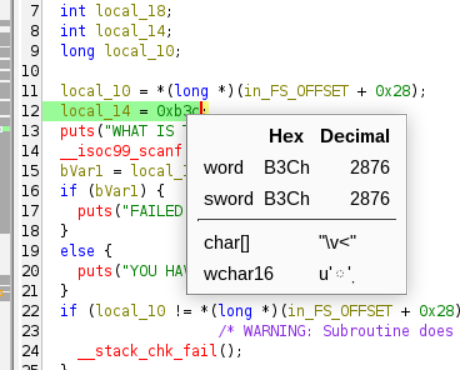 7 int local_18;
8 int local_14;
9 long local_10;
10
11 local_10 = *(long *)(in_FS_OFFSET + 0x28);
12 local_14 = 0xb3c;
13 puts("WHAT IS
14 __isoc99_scanf
15 bVar1 = local_
16 if (bVar1) {
17 puts("FAILED
18 }
19 else {
20 puts("YOU HAV
21 }
22 if (local_10 != *(long *)(in_FS_OFFSET + 0x28)
23 /* WARNING: Subroutine does
24 __stack_chk_fail();
25 }
Hex Decimal
word B3Ch 2876
sword B3Ch 2876
char[] "\v<"
wchar16 u'